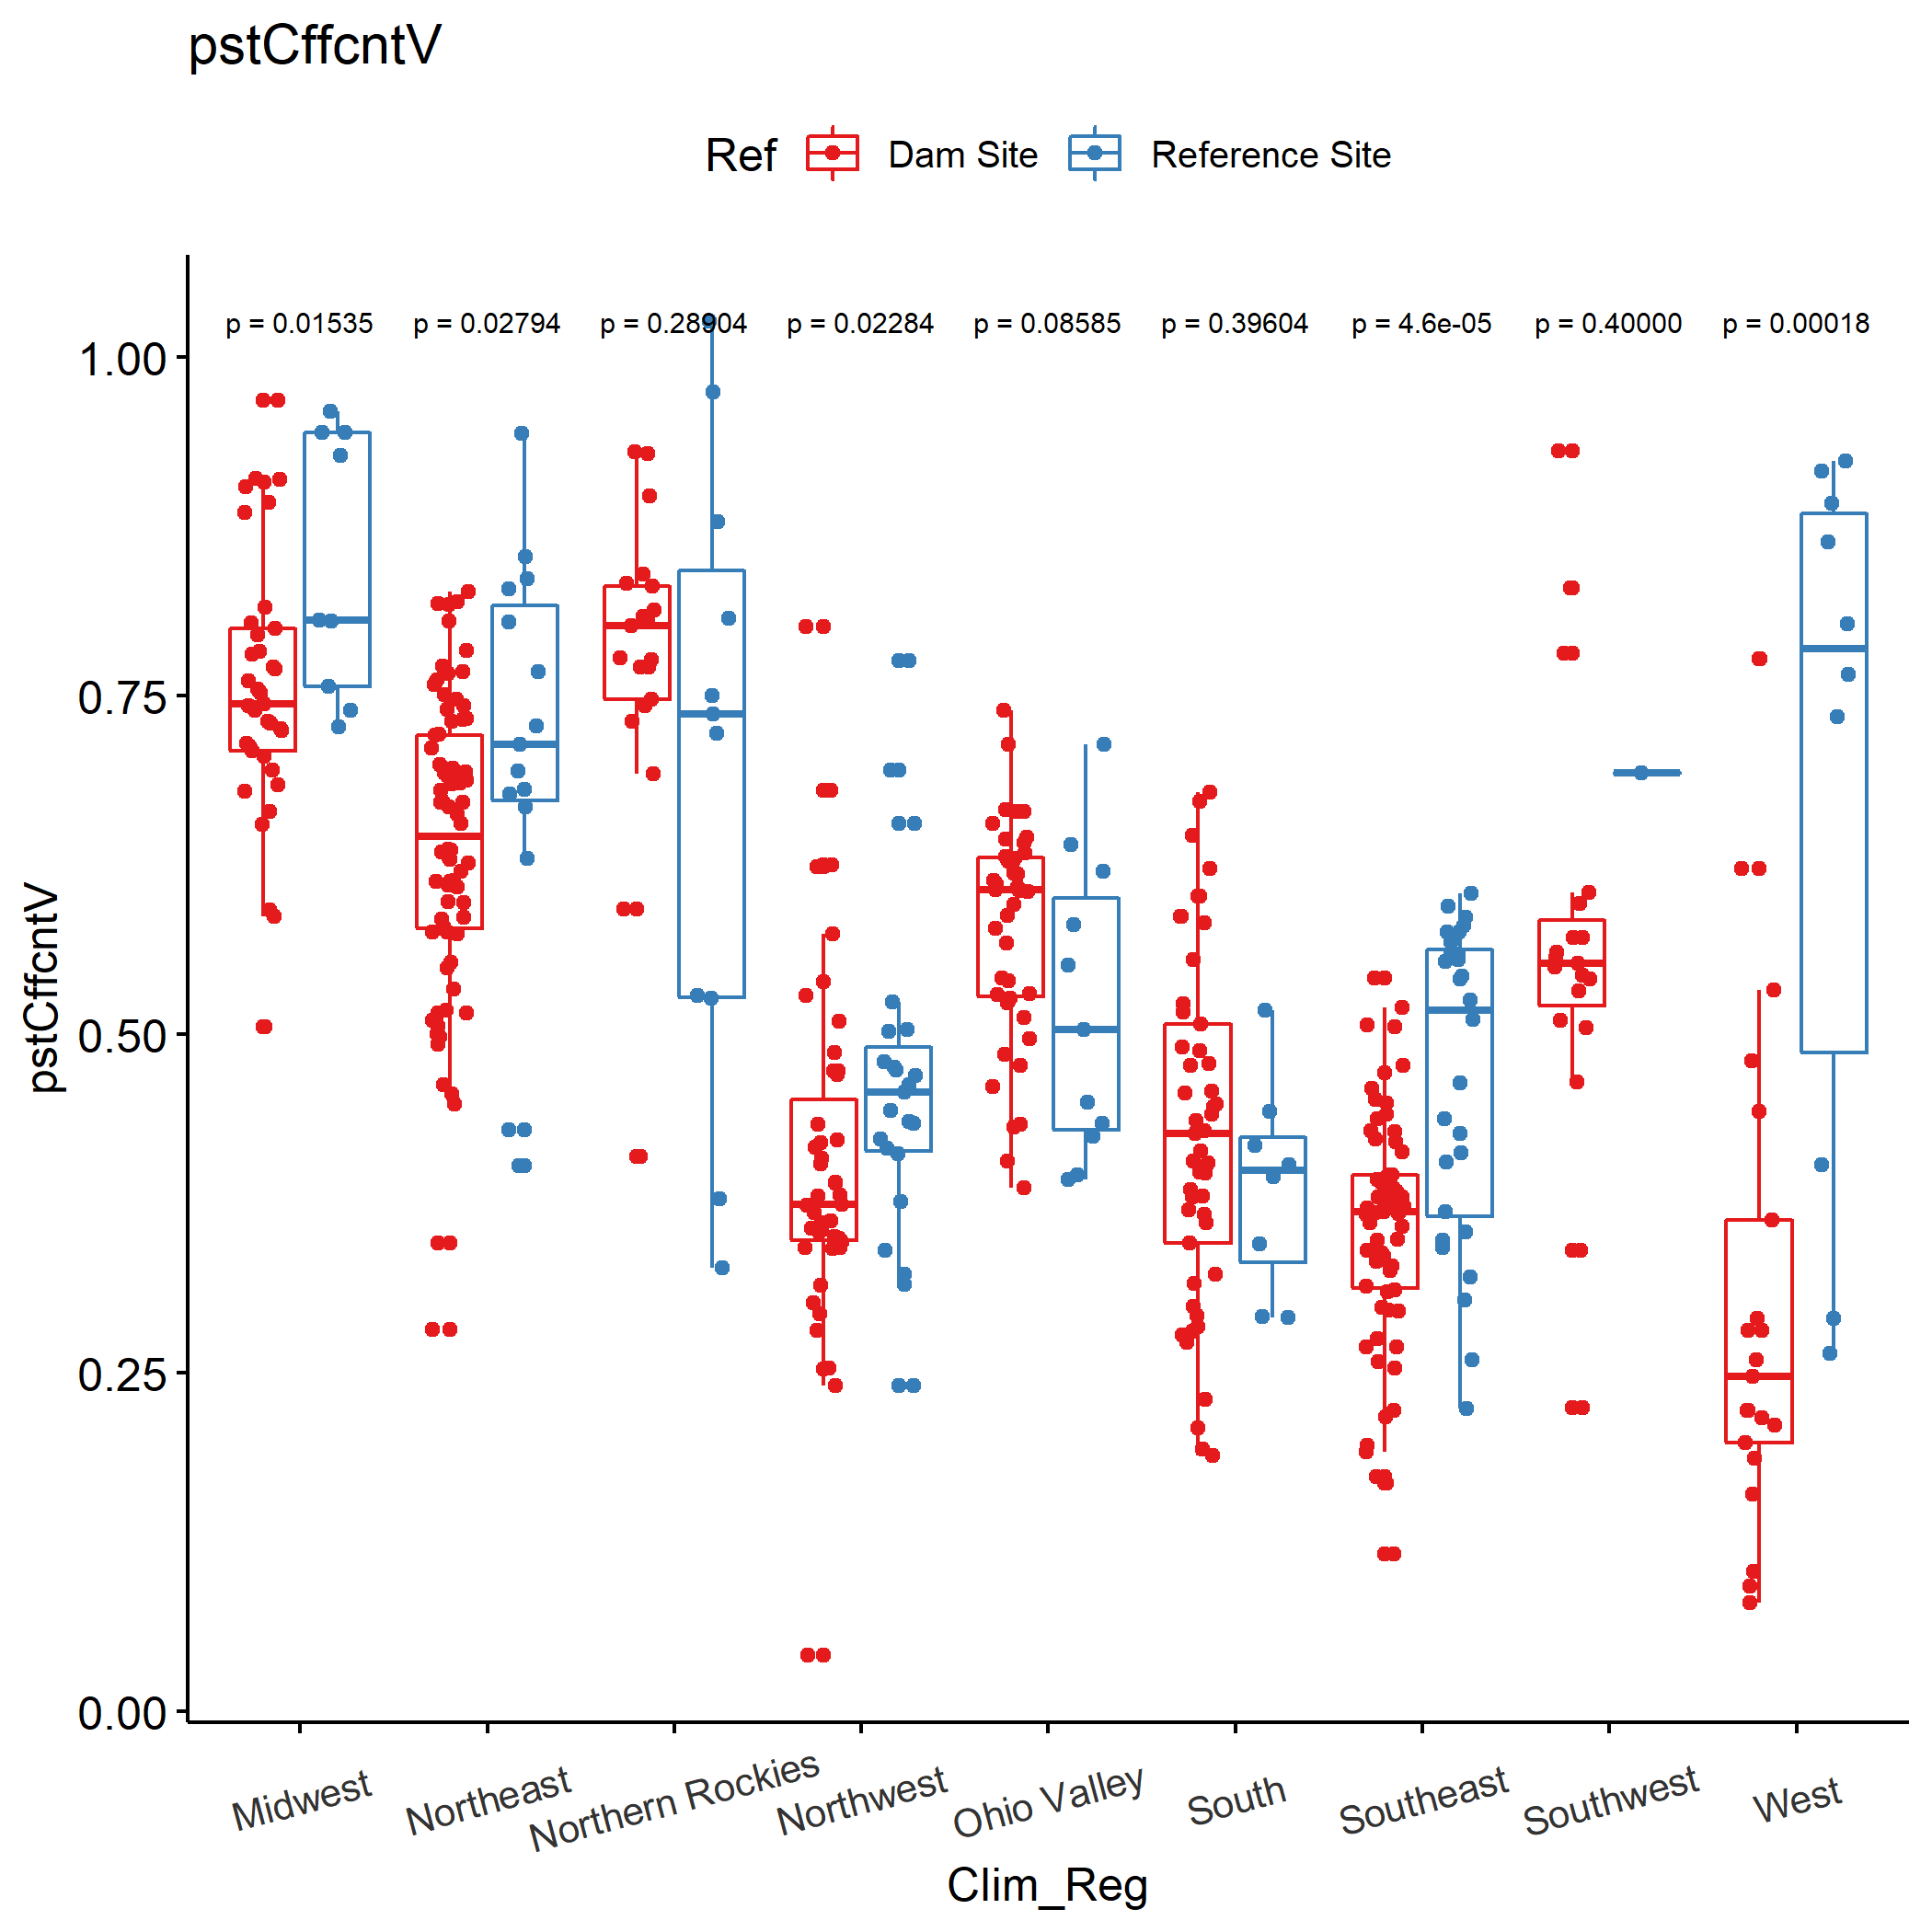 pstCffcntV
Ref Dam Site Reference Site
p = 0.01535 p = 0.02794 p = 0.28904 p = 0.02284 p = 0.08585 p = 0.39604 p = 4.6e-05 p = 0.40000 p = 0.00018
1.00
0.75
0.50
0.25
0.00
pstCffcntV
Midwest Northeast Northern Rockies Northwest Ohio Valley South Southeast Southwest West
Clim_Reg